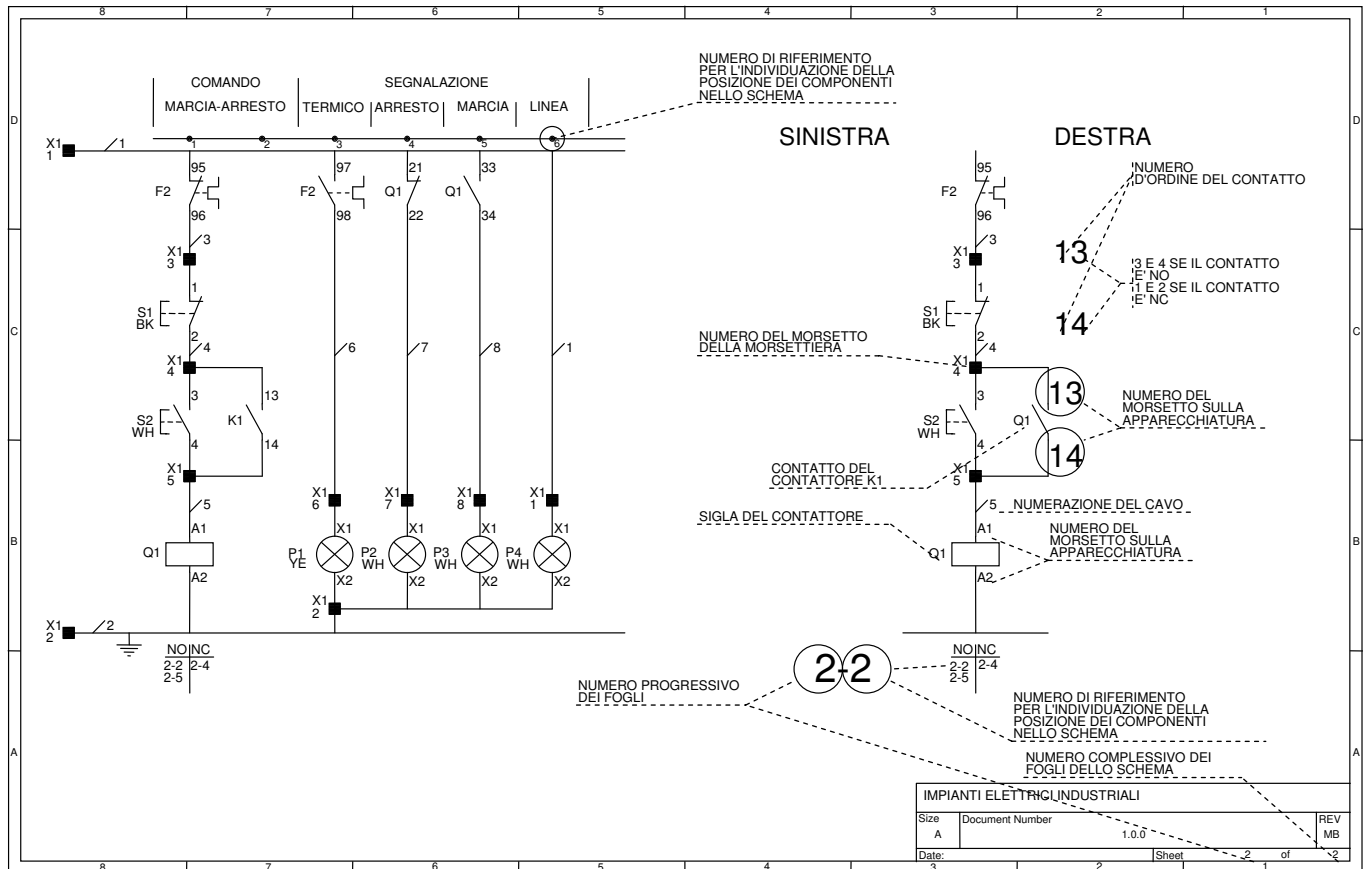 8 7 6 5 4 3 2 1
COMANDO
MARCIA-ARRESTO
SEGNALAZIONE
TERMICO
ARRESTO
MARCIA
LINEA
NUMERO DI RIFERIMENTO
PER L'INDIVIDUAZIONE DELLA
POSIZIONE DEI COMPONENTI
NELLO SCHEMA
D
D
SINISTRA
DESTRA
X1
1
1
1 2 3 4 5 6
95
F2
96
97
F2
98
21
Q1
22
33
Q1
34
95
F2
96
NUMERO
D'ORDINE DEL CONTATTO
X1
3
3
X1
3
3
13
14
3 E 4 SE IL CONTATTO
E' NO
1 E 2 SE IL CONTATTO
E' NC
C
C
1
S1
BK
2
4
X1
4
6
7
8
1
1
S1
BK
2
4
X1
4
NUMERO DEL MORSETTO
DELLA MORSETTIERA
3
S2
WH
4
13
K1
14
X1
5
3
S2
WH
4
Q1
13
14
X1
5
NUMERO DEL
MORSETTO SULLA
APPARECCHIATURA
CONTATTO DEL
CONTATTORE K1
SIGLA DEL CONTATTORE
5
NUMERAZIONE DEL CAVO
NUMERO DEL
MORSETTO SULLA
APPARECCHIATURA
B
B
5
A1
Q1
A2
X1
6
X1
P1
YE
X1
7
X1
P2
WH
X2
X1
8
X1
P3
WH
X2
X1
1
X1
P4
WH
X2
X2
X1
2
A1
Q1
A2
X1
2
2
NO NC
2-2 2-4
2-5
2-2
NO NC
2-2 2-4
2-5
NUMERO PROGRESSIVO
DEI FOGLI
NUMERO DI RIFERIMENTO
PER L'INDIVIDUAZIONE DELLA
POSIZIONE DEI COMPONENTI
NELLO SCHEMA
A
A
NUMERO COMPLESSIVO DEI
FOGLI DELLO SCHEMA
IMPIANTI ELETTRICI INDUSTRIALI
Size
A
Document Number
1.0.0
REV
MB
Date:
Sheet 2 of 2
8 7 6 5 4 3 2 1